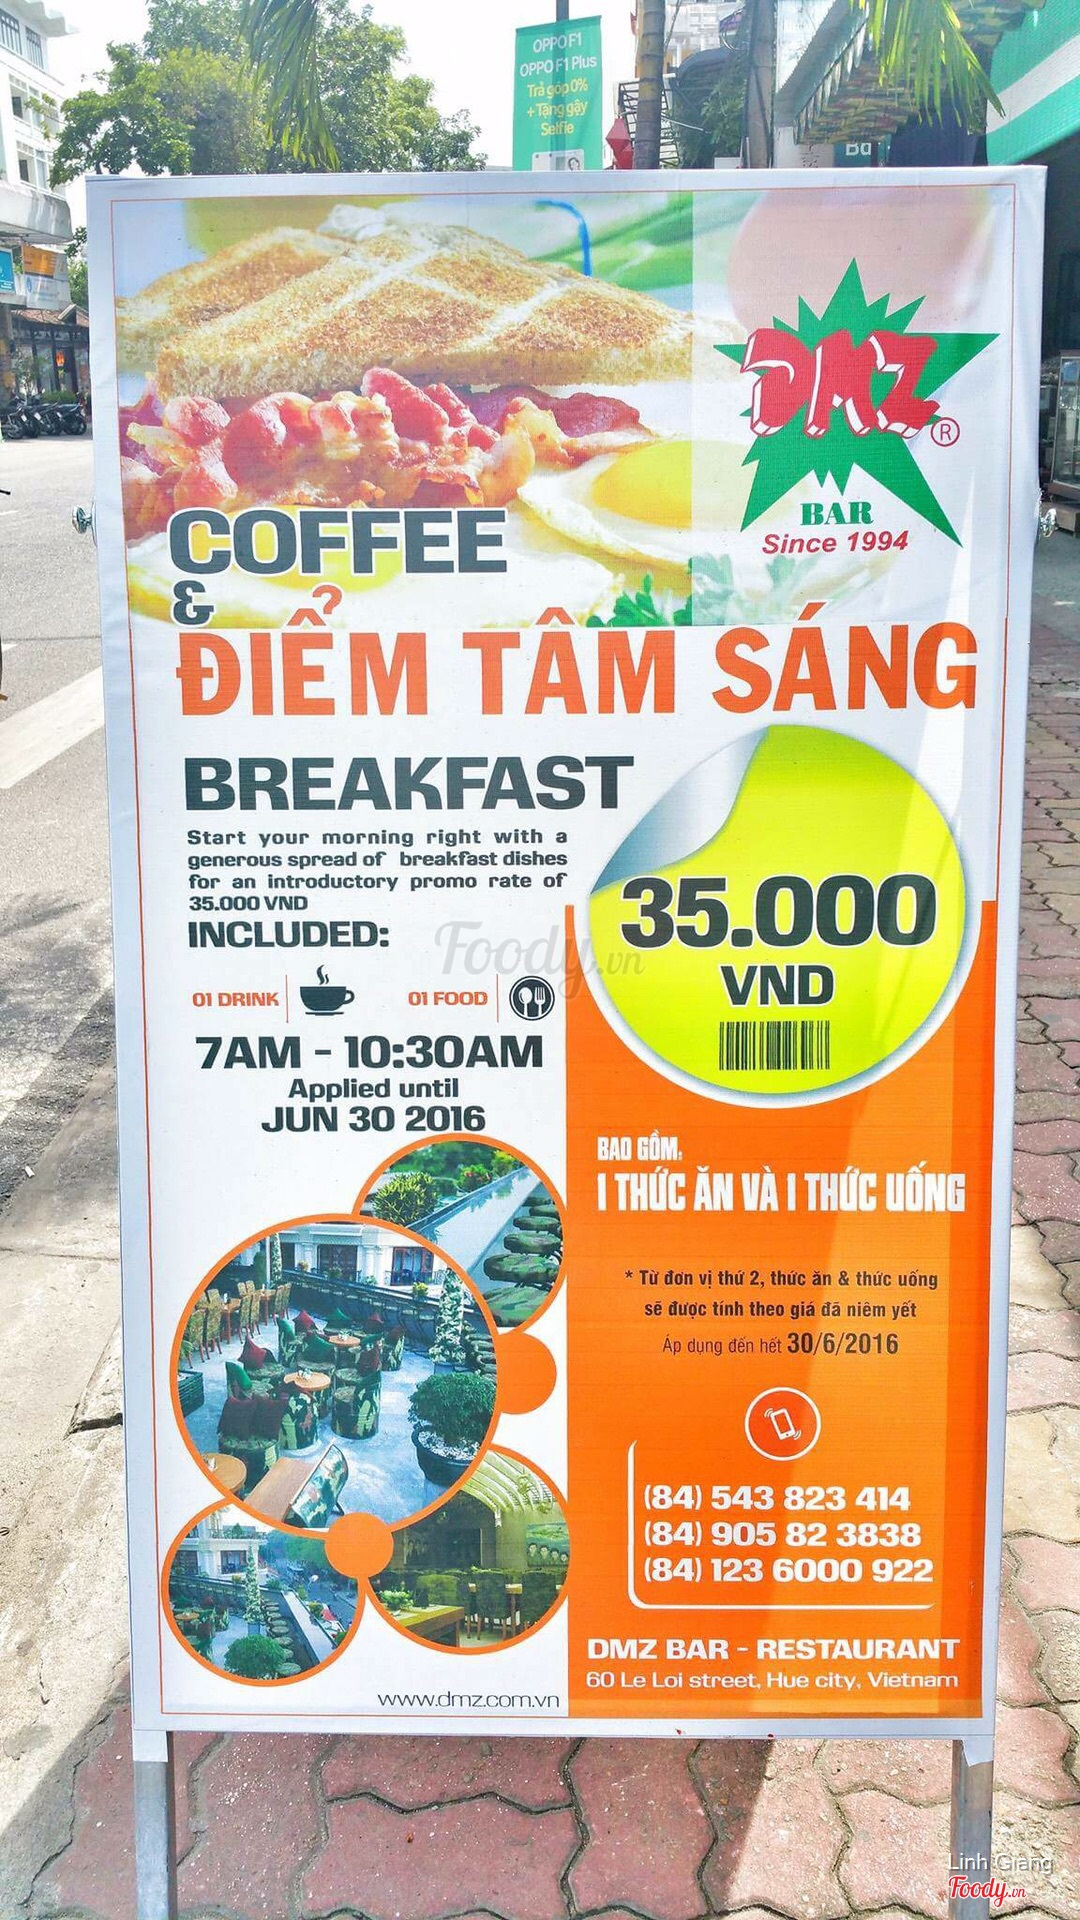 OPPO F1
OPPO F1 Plus
Trả góp 0%
+ Tặng gậy
Selfie
DMZ ®
BAR
Since 1994
COFFEE
&
ĐIỂM TÂM SÁNG
BREAKFAST
Start your morning right with a
generous spread of breakfast dishes
for an introductory promo rate of
35.000 VND
INCLUDED:
01 DRINK
01 FOOD
7AM - 10:30AM
Applied until
JUN 30 2016
35.000
VND
BAO GỒM:
1 THỨC ĂN VÀ 1 THỨC UỐNG
* Từ đơn vị thứ 2, thức ăn & thức uống
sẽ được tính theo giá đã niêm yết
Áp dụng đến hết 30/6/2016
(84) 543 823 414
(84) 905 82 3838
(84) 123 6000 922
DMZ BAR - RESTAURANT
60 Le Loi street, Hue city, Vietnam
www.dmz.com.vn
Foody.vn
Linh Giang
Foody.vn